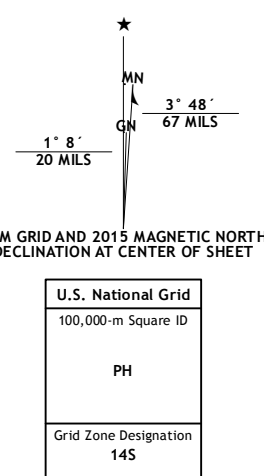 MN
3° 48´
67 MILS
GN
1° 8´
20 MILS
M GRID AND 2015 MAGNETIC NORTH
DECLINATION AT CENTER OF SHEET
U.S. National Grid
100,000-m Square ID
PH
Grid Zone Designation
14S